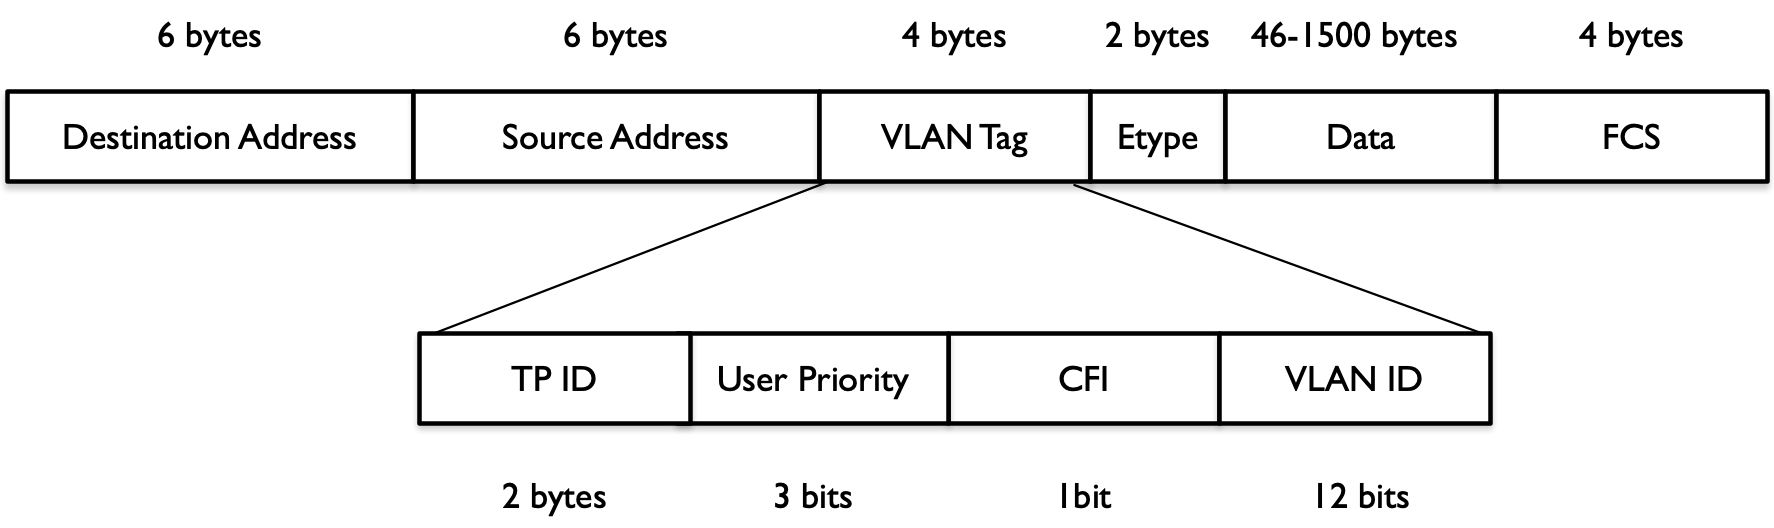 6 bytes 6 bytes 4 bytes 2 bytes 46-1500 bytes 4 bytes
Destination Address Source Address VLAN Tag Etype Data FCS
TP ID User Priority CFI VLAN ID
2 bytes 3 bits 1bit 12 bits